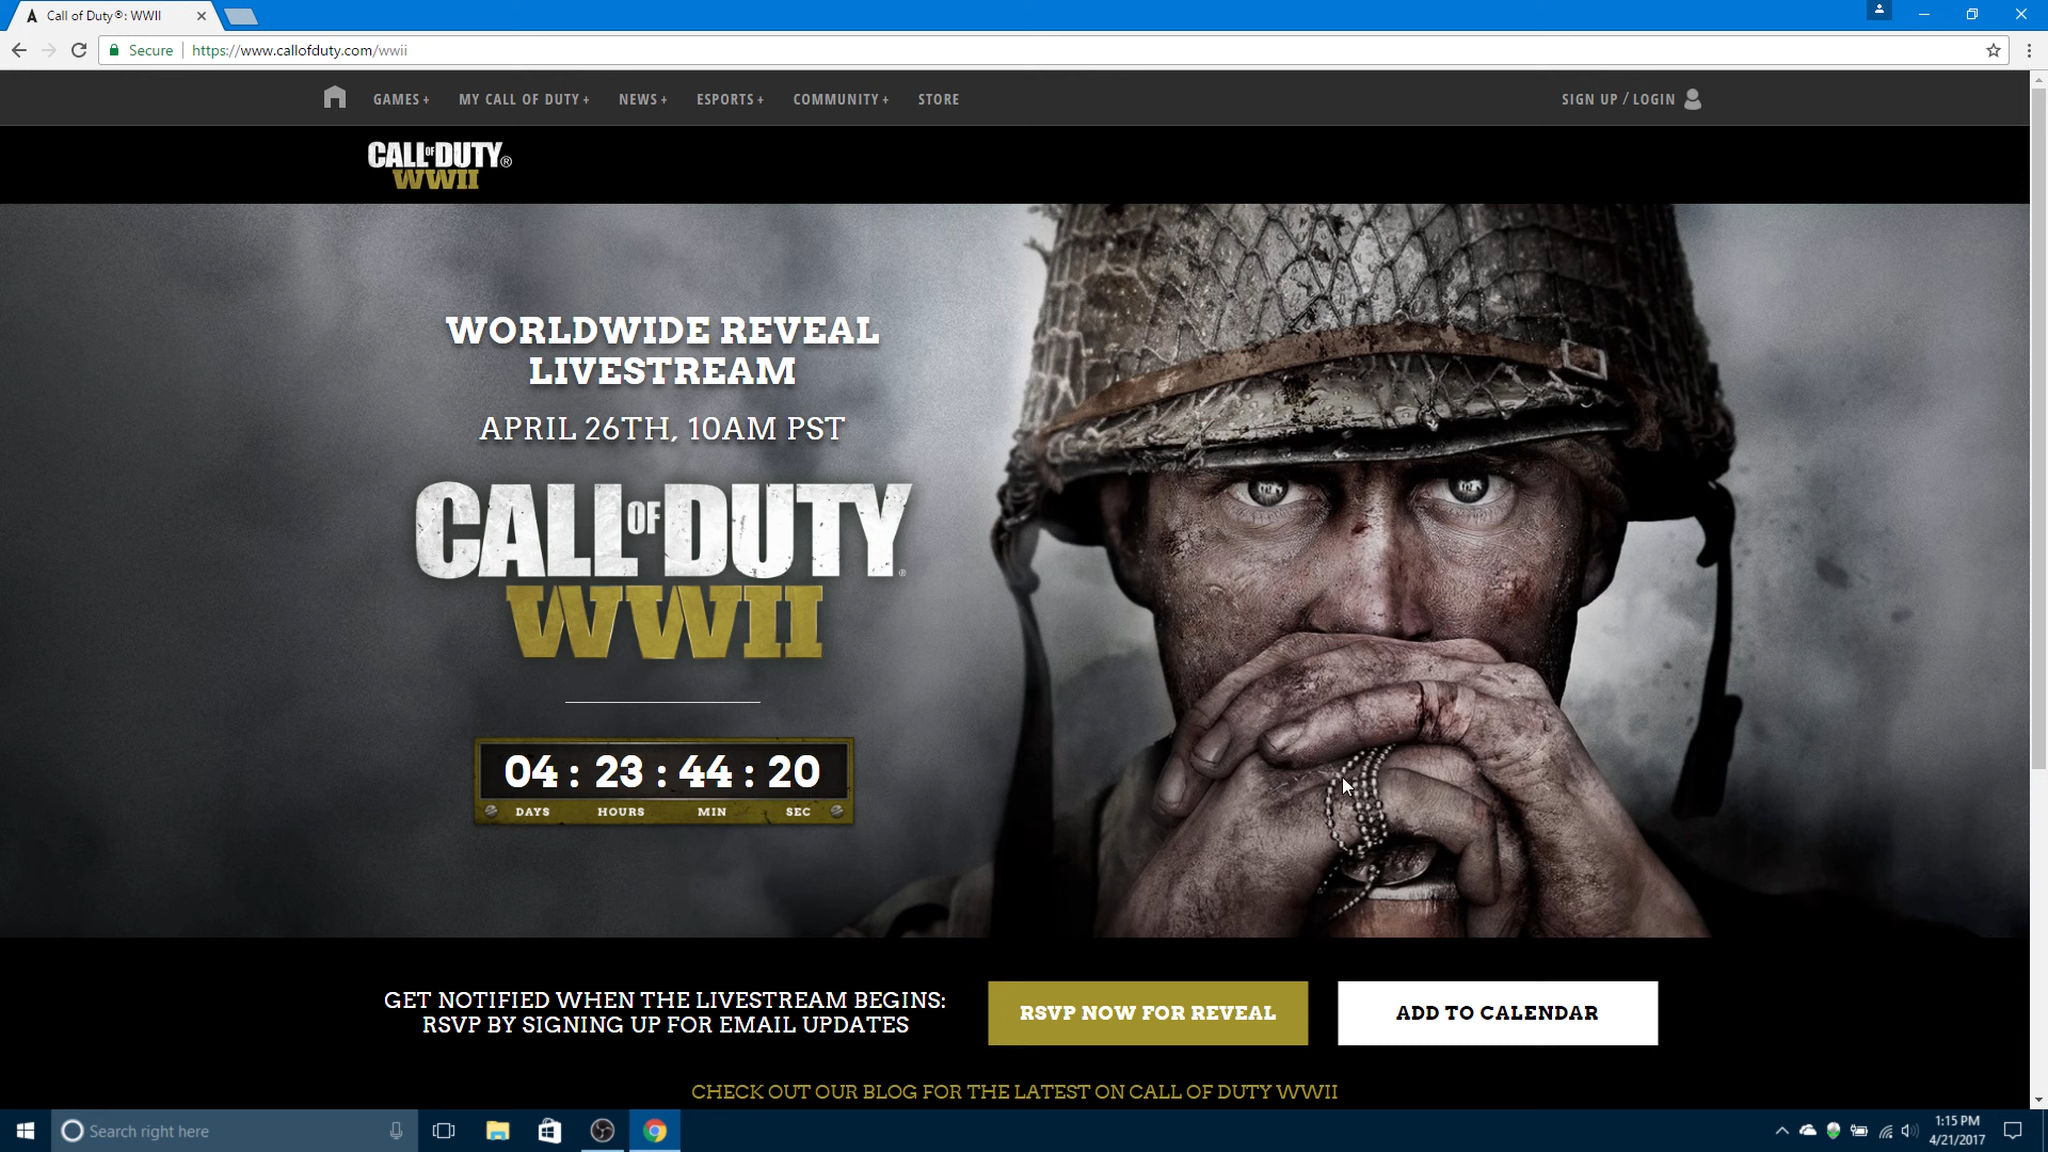 Call of Duty®: WWII
Secure
https://www.callofduty.com/wwii
GAMES +
MY CALL OF DUTY +
NEWS +
ESPORTS +
COMMUNITY +
STORE
SIGN UP / LOGIN
CALL OF DUTY®
WWII
WORLDWIDE REVEAL
LIVESTREAM
APRIL 26TH, 10AM PST
CALL OF DUTY®
WWII
04 : 23 : 44 : 20
DAYS HOURS MIN SEC
GET NOTIFIED WHEN THE LIVESTREAM BEGINS:
RSVP BY SIGNING UP FOR EMAIL UPDATES
RSVP NOW FOR REVEAL
ADD TO CALENDAR
CHECK OUT OUR BLOG FOR THE LATEST ON CALL OF DUTY WWII
Search right here
1:15 PM
4/21/2017